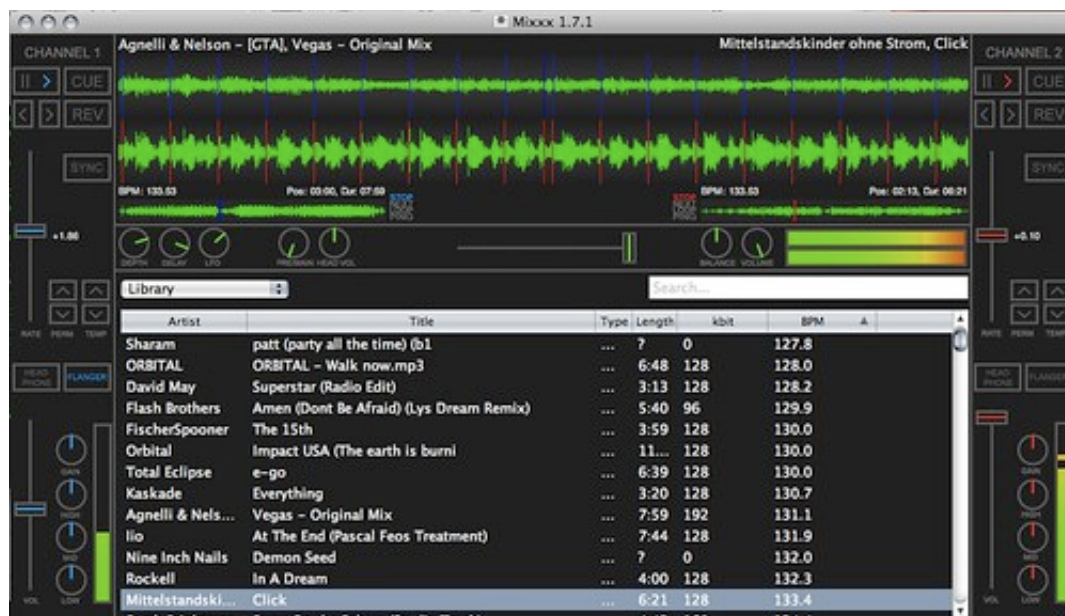 Mixxx 1.7.1
CHANNEL 1
Agnelli & Nelson - [GTA], Vegas - Original Mix
Mittelstandskinder ohne Strom, Click
CHANNEL 2
CUE
CUE
REV
REV
SYNC
SYNC
BPM: 133.53
Pos: 03:00, Dur: 07:59
STOP
NEXT
STOP
NEXT
BPM: 133.53
Pos: 02:13, Dur: 06:21
+1.86
+0.10
DEPTH DELAY LFO PRE/MAIN HEAD VOL BALANCE VOLUME
Library
Search...
RATE PERM TEMP
RATE PERM TEMP
Artist Title Type Length kbit BPM
Sharam patt (party all the time) (b1 ... ? 0 127.8
ORBITAL ORBITAL - Walk now.mp3 ... 6:48 128 128.0
David May Superstar (Radio Edit) ... 3:13 128 128.2
Flash Brothers Amen (Dont Be Afraid) (Lys Dream Remix) ... 5:40 96 129.9
FischerSpooner The 15th ... 3:59 128 130.0
Orbital Impact USA (The earth is burni ... 11... 128 130.0
Total Eclipse e-go ... 6:39 128 130.0
Kaskade Everything ... 3:20 128 130.7
Agnelli & Nels... Vegas - Original Mix ... 7:59 192 131.1
lio At The End (Pascal Feos Treatment) ... 7:44 128 131.9
Nine Inch Nails Demon Seed ... ? 0 132.0
Rockell In A Dream ... 4:00 128 132.3
Mittelstandski... Click ... 6:21 128 133.4
HEAD PHONE
FLANGER
HEAD PHONE
FLANGER
GAIN
HIGH
MID
LOW
VOL
GAIN
HIGH
MID
LOW
VOL